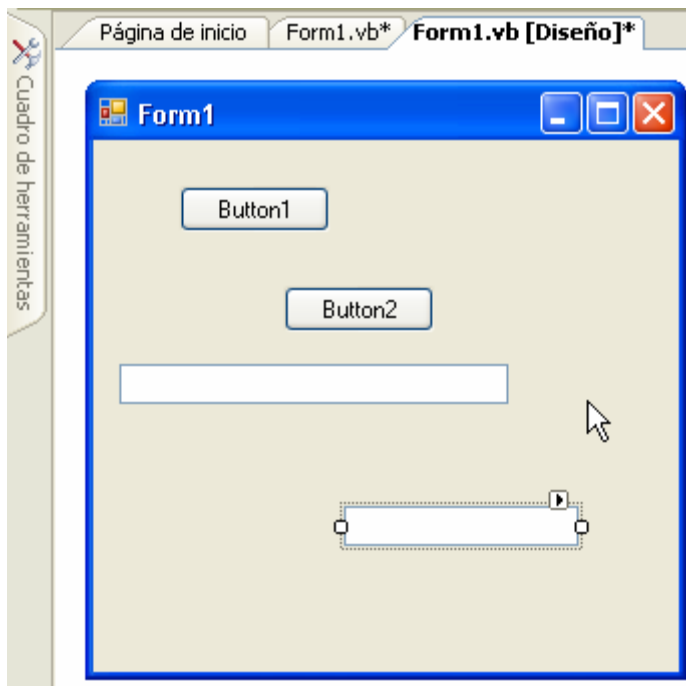 Página de inicio
Form1.vb*
Form1.vb [Diseño]*
Cuadro de herramientas
Form1
Button1
Button2